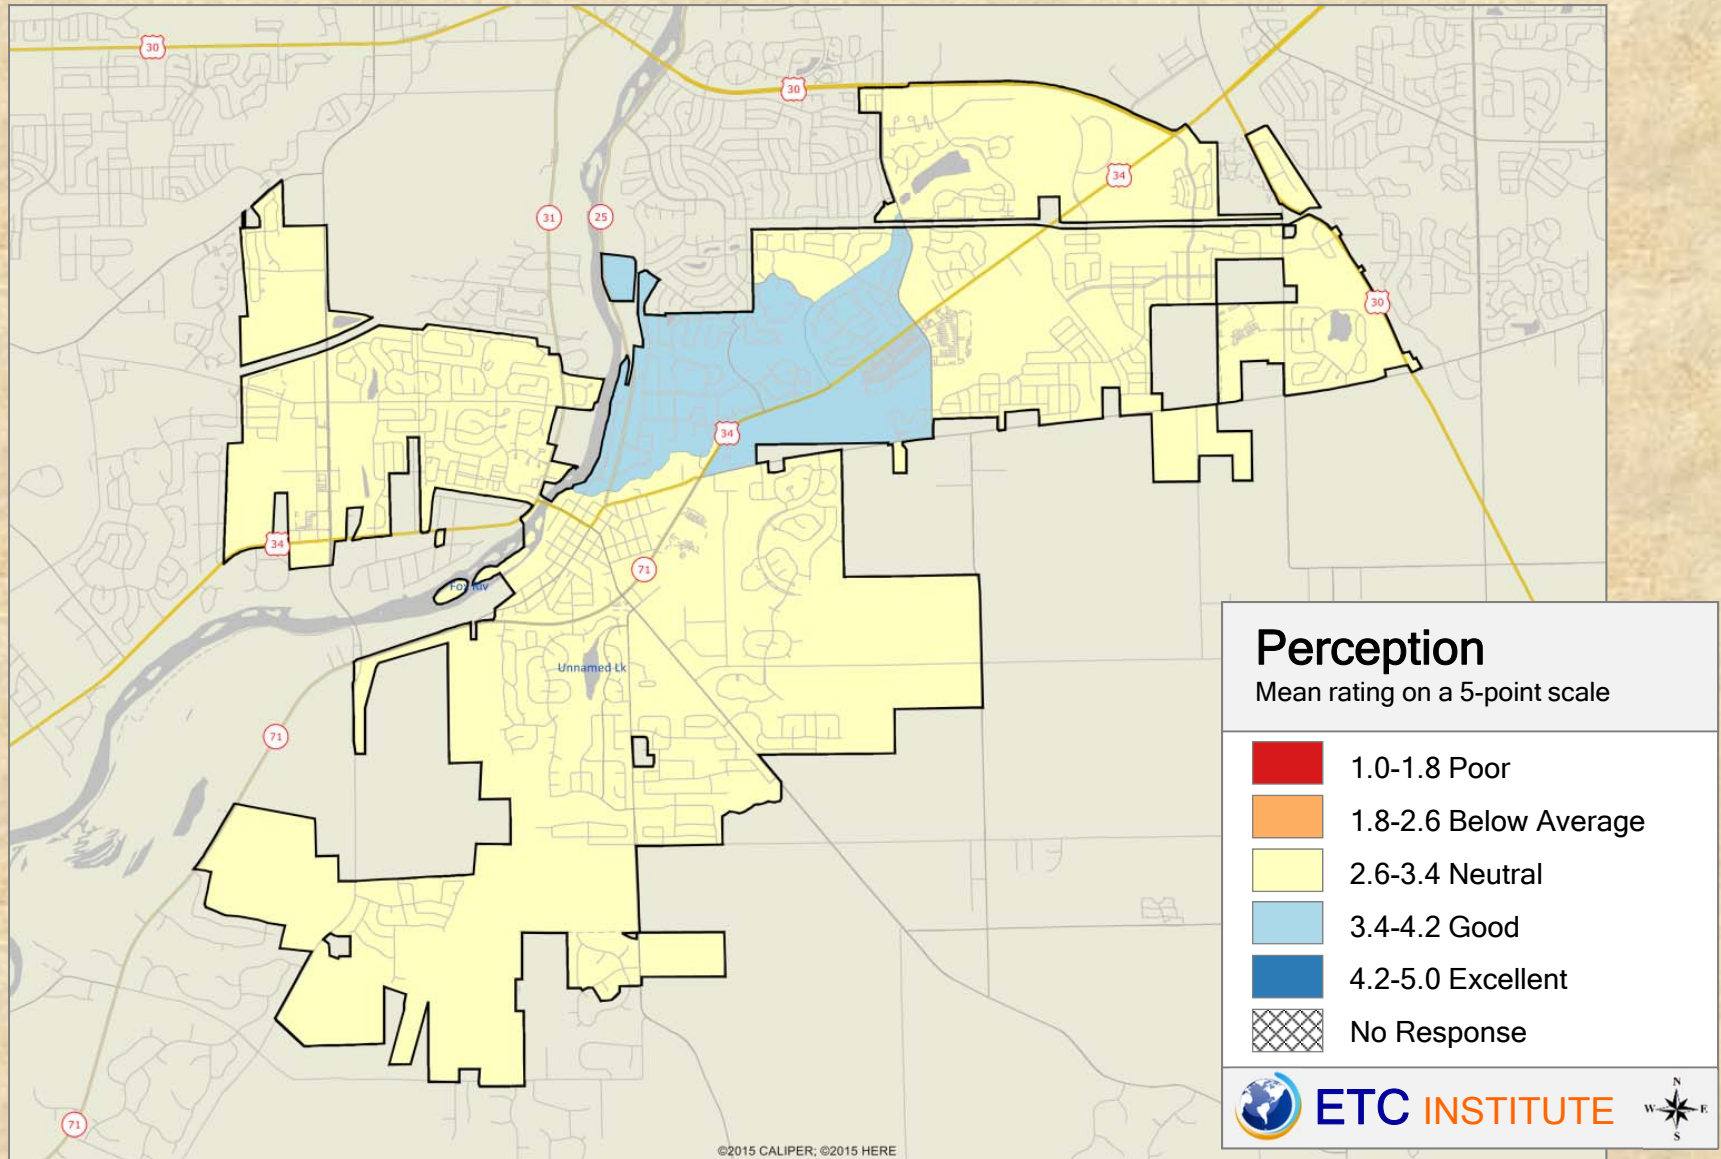 30
30
34
31
25
30
34
34
71
Fox Riv
Unnamed Lk
71
71
Perception
Mean rating on a 5-point scale
1.0-1.8 Poor
1.8-2.6 Below Average
2.6-3.4 Neutral
3.4-4.2 Good
4.2-5.0 Excellent
No Response
ETC INSTITUTE
N
W E
S
©2015 CALIPER; ©2015 HERE